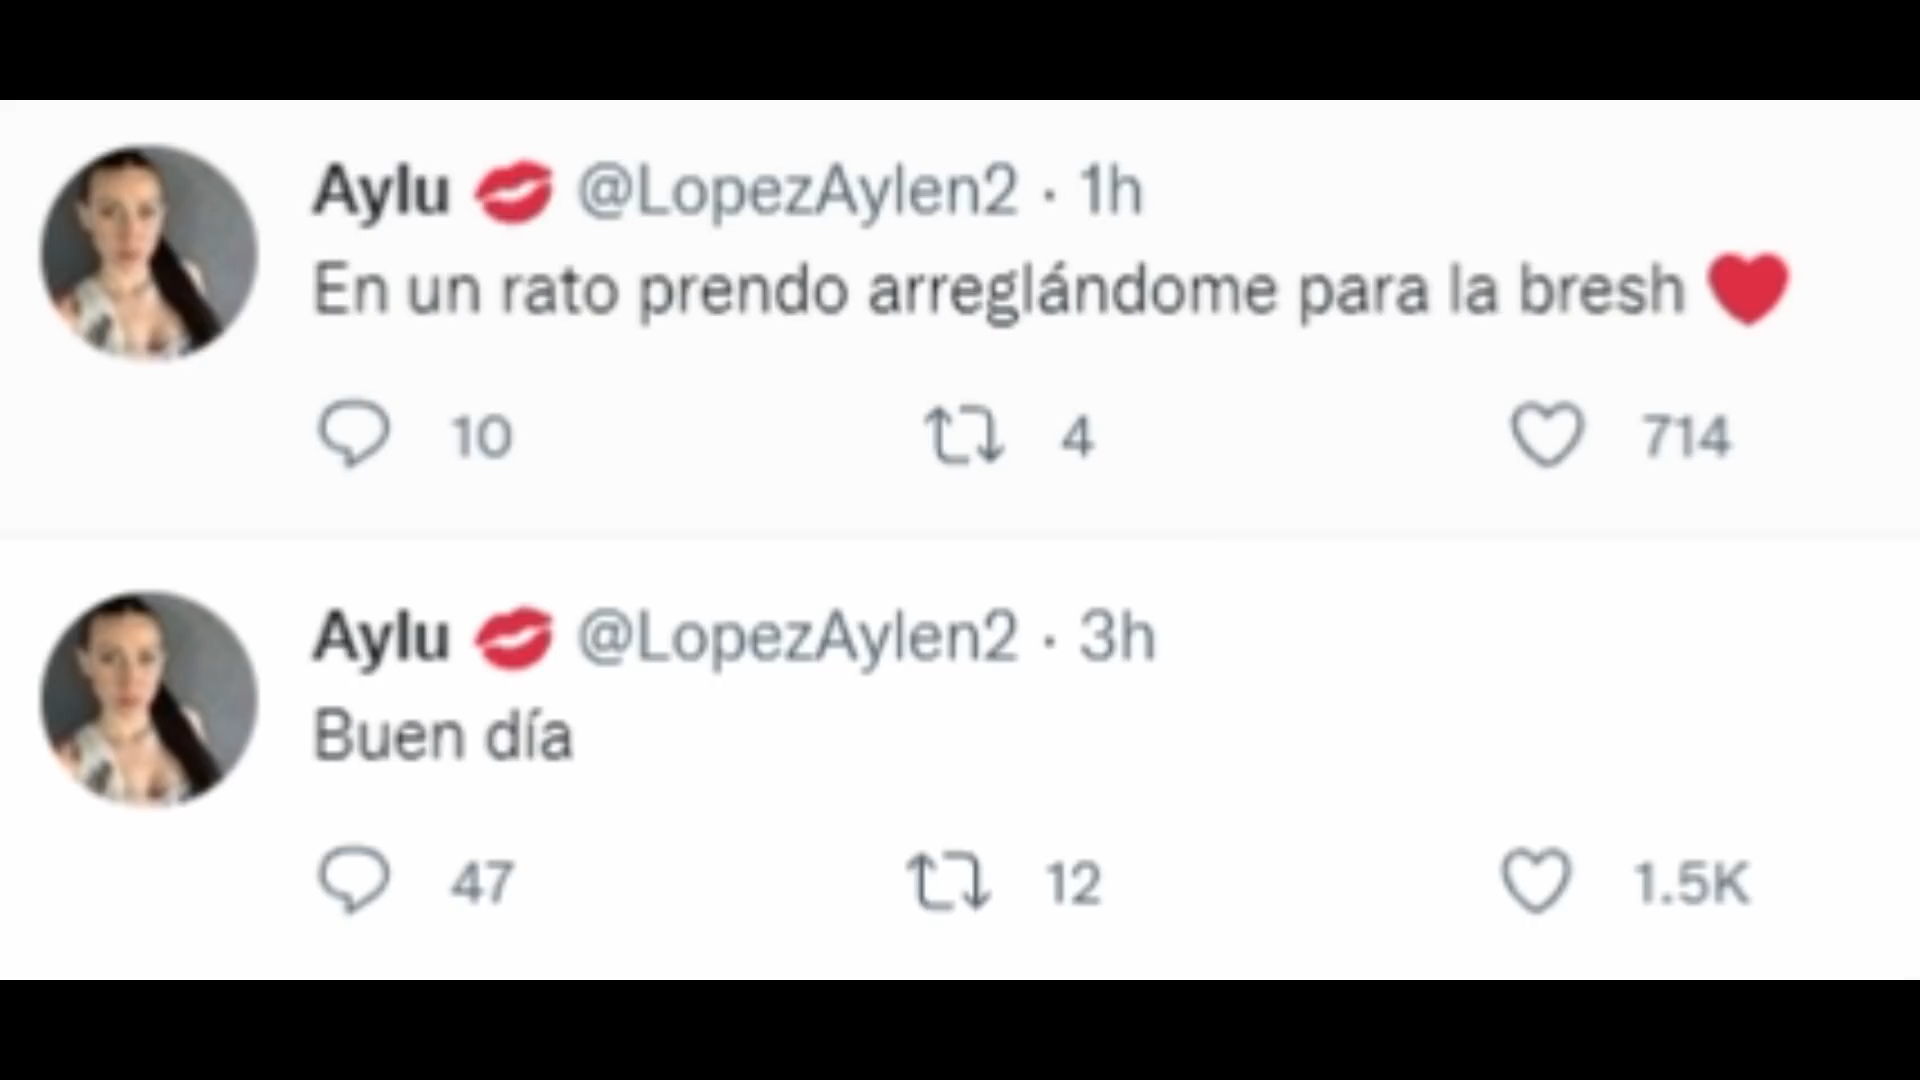 Aylu 💋 @LopezAylen2 · 1h
En un rato prendo arreglándome para la bresh ❤️
10 4 714
Aylu 💋 @LopezAylen2 · 3h
Buen día
47 12 1.5K